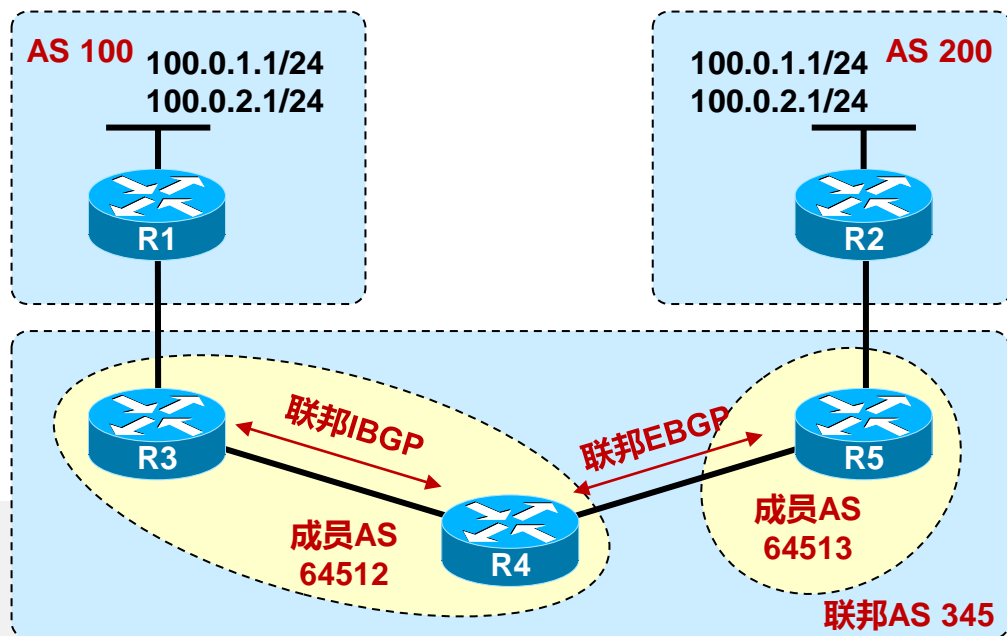 AS 100
100.0.1.1/24
100.0.2.1/24
R1
100.0.1.1/24
AS 200
100.0.2.1/24
R2
R3
联邦IBGP
R4
联邦EBGP
R5
成员AS
64512
成员AS
64513
联邦AS 345